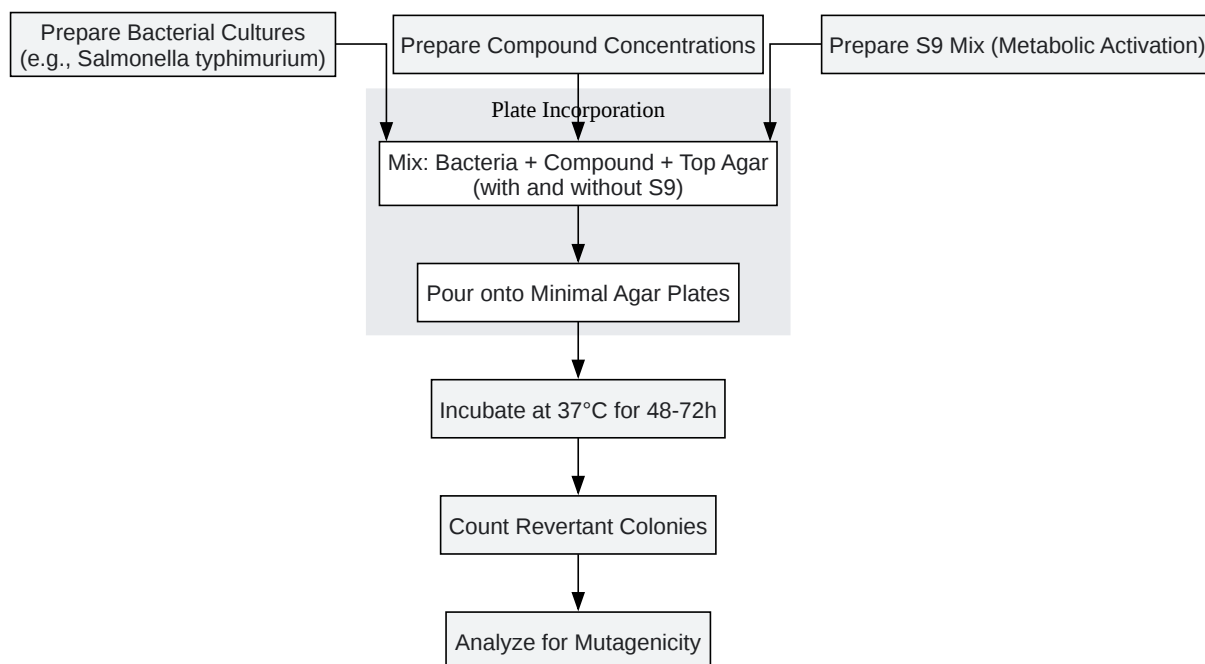 Prepare Bacterial Cultures
(e.g., Salmonella typhimurium)
Prepare Compound Concentrations
Prepare S9 Mix (Metabolic Activation)
Plate Incorporation
Mix: Bacteria + Compound + Top Agar
(with and without S9)
Pour onto Minimal Agar Plates
Incubate at 37°C for 48-72h
Count Revertant Colonies
Analyze for Mutagenicity